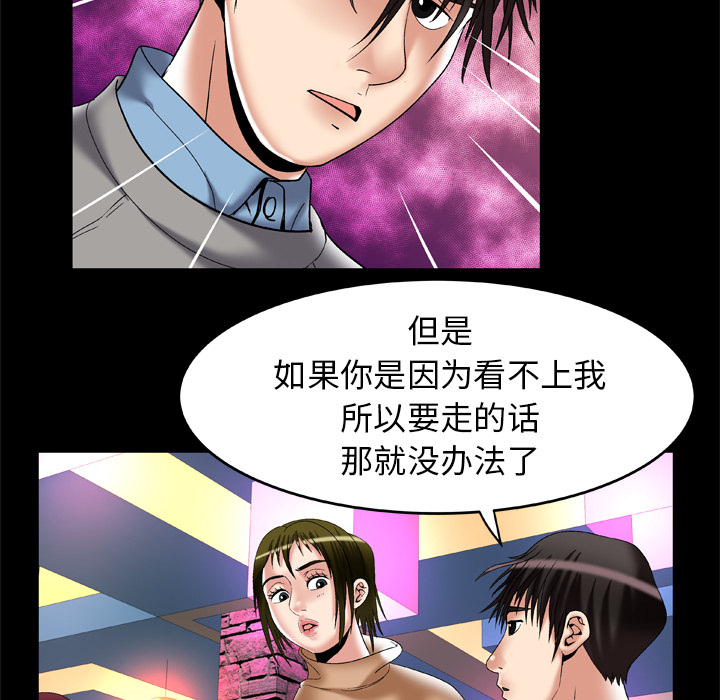 但是
如果你是因为看不上我
所以要走的话
那就没办法了